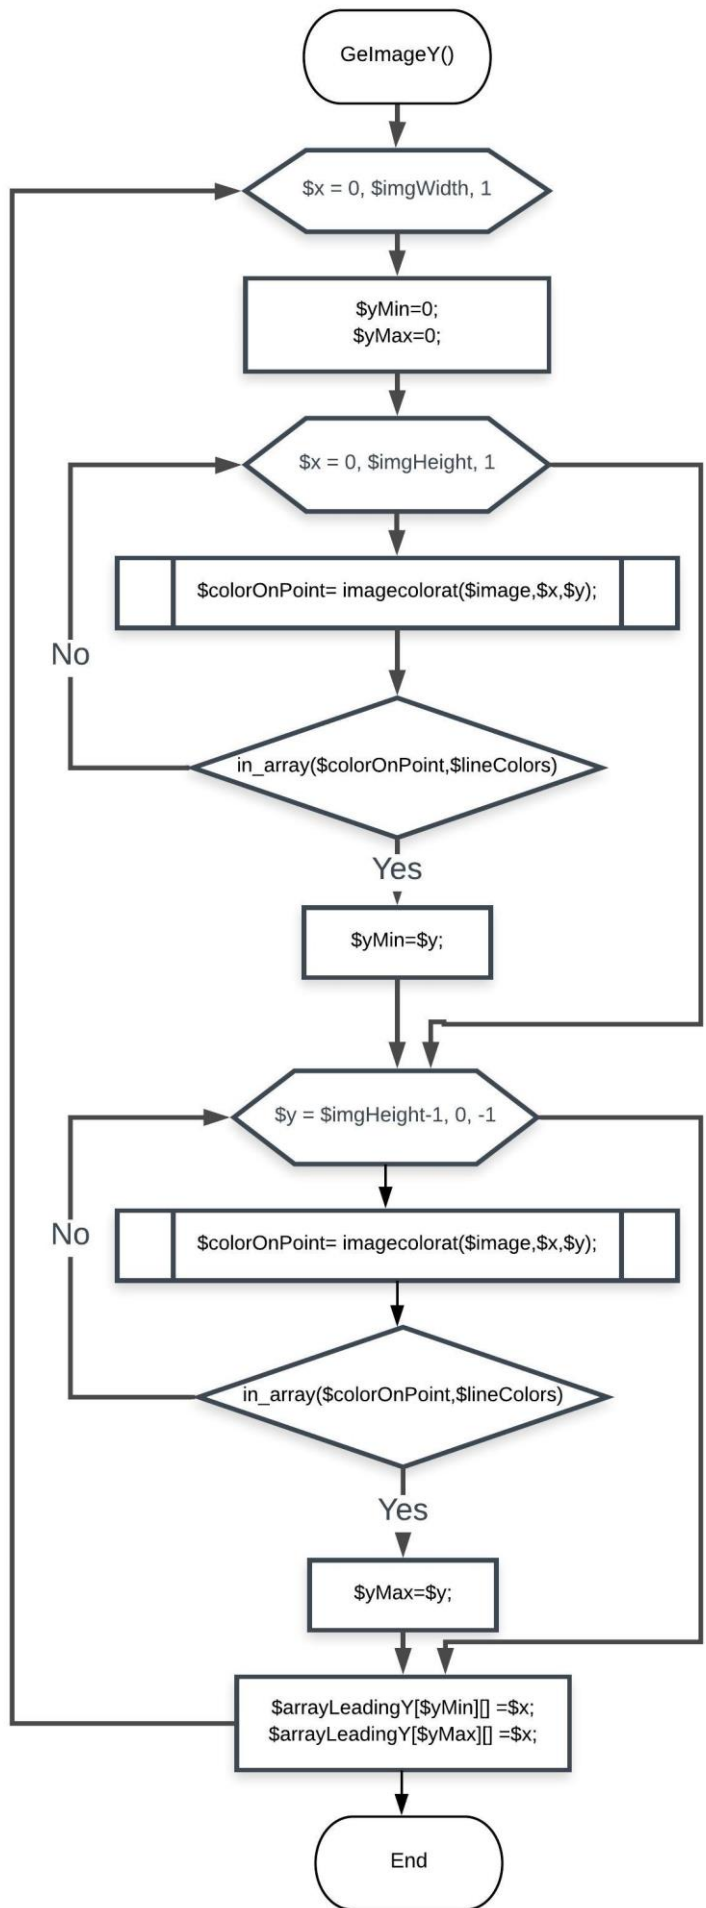 GeImageY()
$x = 0, $imgWidth, 1
$yMin=0;
$yMax=0;
$x = 0, $imgHeight, 1
$colorOnPoint= imagecolorat($image,$x,$y);
No
in_array($colorOnPoint,$lineColors)
Yes
$yMin=$y;
$y = $imgHeight-1, 0, -1
No
$colorOnPoint= imagecolorat($image,$x,$y);
in_array($colorOnPoint,$lineColors)
Yes
$yMax=$y;
$arrayLeadingY[$yMin][] =$x;
$arrayLeadingY[$yMax][] =$x;
End